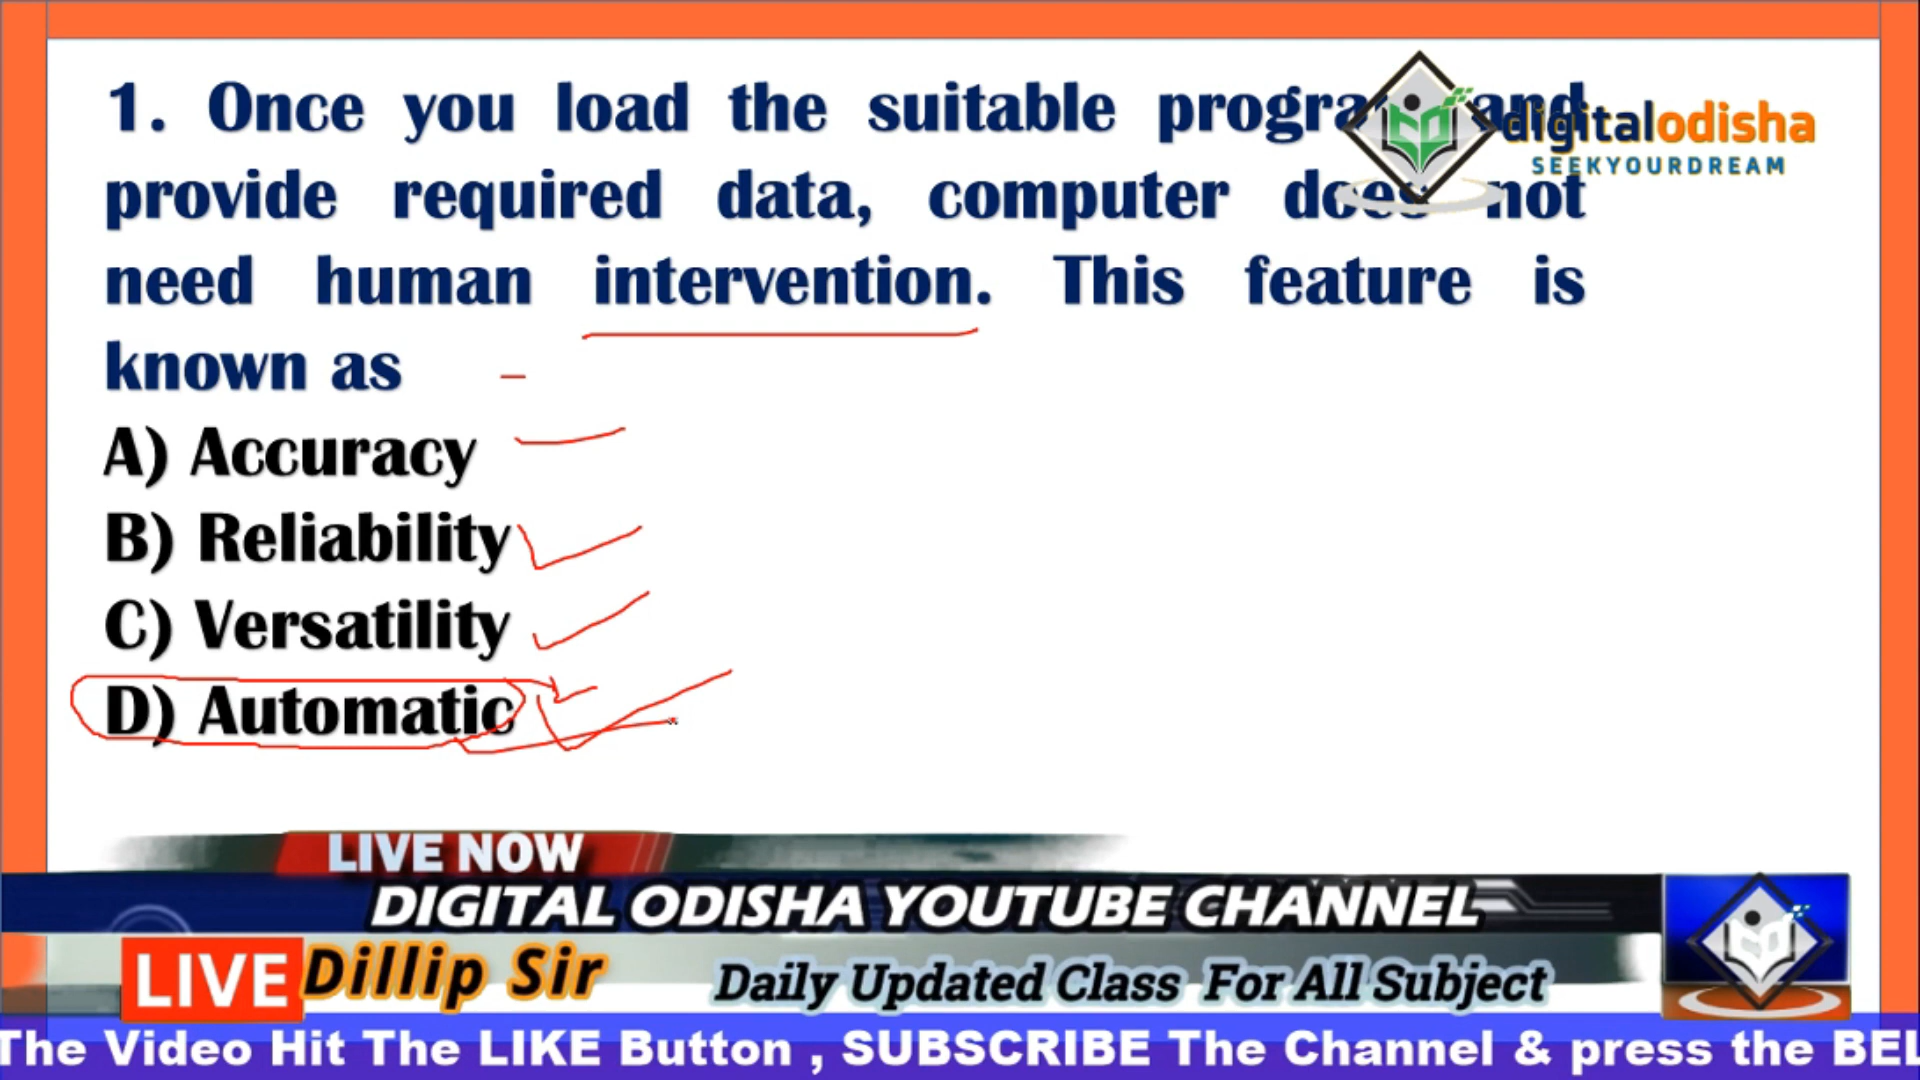 1. Once you load the suitable program and
digitalodisha
SEEKYOURDREAM
provide required data, computer does not
need human intervention. This feature is
known as
A) Accuracy
B) Reliability
C) Versatility
D) Automatic
LIVE NOW
DIGITAL ODISHA YOUTUBE CHANNEL
LIVE Dillip Sir Daily Updated Class For All Subject
The Video Hit The LIKE Button , SUBSCRIBE The Channel & press the BEL